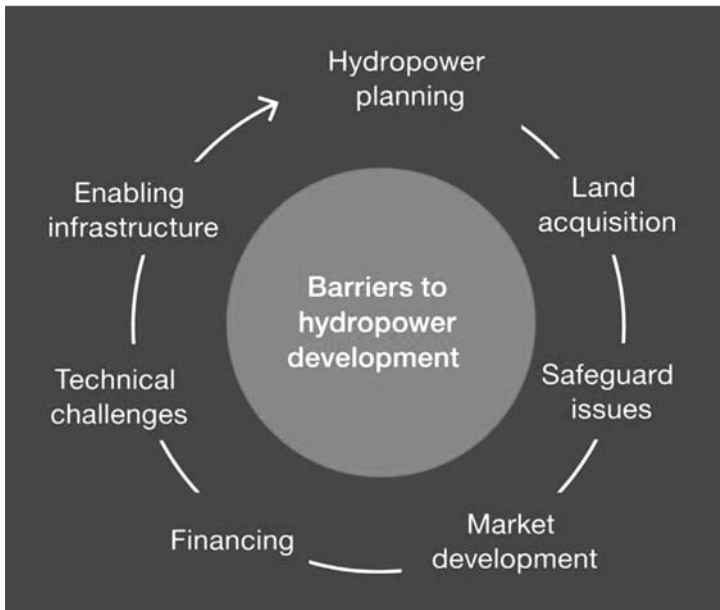 Hydropower
planning
Land
acquisition
Safeguard
issues
Market
development
Financing
Technical
challenges
Enabling
infrastructure
Barriers to
hydropower
development